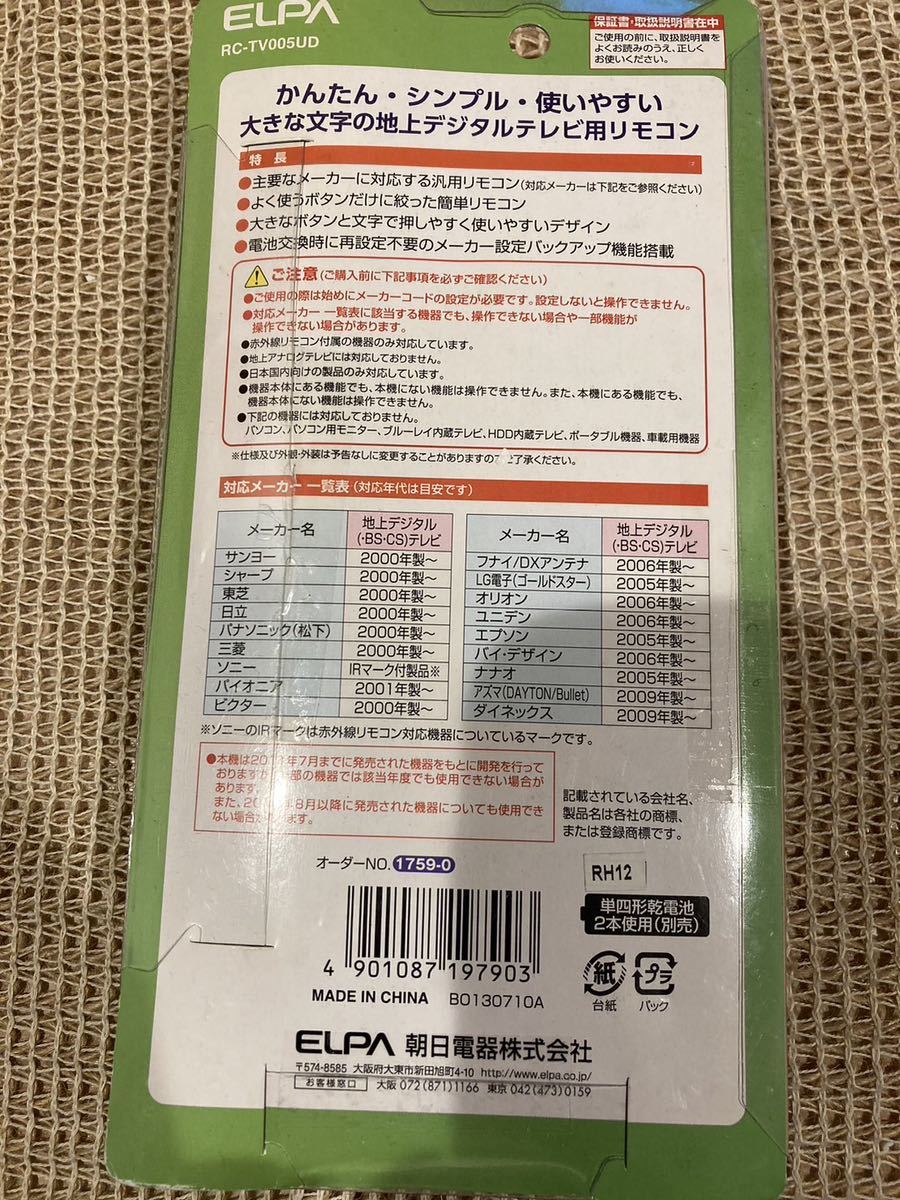 ELPA
RC-TV005UD
保証書・取扱説明書在中
ご使用の前に、取扱説明書を
よくお読みのうえ、正しく
お使いください。
かんたん・シンプル・使いやすい
大きな文字の地上デジタルテレビ用リモコン
特 長
●主要なメーカーに対応する汎用リモコン(対応メーカーは下記をご参照ください)
●よく使うボタンだけに絞った簡単リモコン
●大きなボタンと文字で押しやすく使いやすいデザイン
●電池交換時に再設定不要のメーカー設定バックアップ機能搭載
ご注意(ご購入前に下記事項を必ずご確認ください)
●ご使用の際は始めにメーカーコードの設定が必要です。設定しないと操作できません。
●対応メーカー 一覧表に該当する機器でも、操作できない場合や一部機能が
操作できない場合があります。
●赤外線リモコン付属の機器のみ対応しています。
●地上アナログテレビには対応しておりません。
●日本国内向けの製品のみ対応しています。
●機器本体にある機能でも、本機にない機能は操作できません。また、本機にある機能でも、
機器本体にない機能は操作できません。
●下記の機器には対応しておりません。
パソコン、パソコン用モニター、ブルーレイ内蔵テレビ、HDD内蔵テレビ、ポータブル機器、車載用機器
※仕様及び外観・外装は予告なしに変更することがありますの ご了承ください。
対応メーカー 一覧表(対応年代は目安です)
メーカー名 地上デジタル(・BS・CS)テレビ
サンヨー 2000年製～
シャープ 2000年製～
東芝 2000年製～
日立 2000年製～
パナソニック(松下) 2000年製～
三菱 2000年製～
ソニー IRマーク付製品※
パイオニア 2001年製～
ビクター 2000年製～
メーカー名 地上デジタル(・BS・CS)テレビ
フナイ/DXアンテナ 2006年製～
LG電子(ゴールドスター) 2005年製～
オリオン 2006年製～
ユニデン 2006年製～
エプソン 2005年製～
バイ・デザイン 2006年製～
ナナオ 2005年製～
アズマ(DAYTON/Bullet) 2009年製～
ダイネックス 2009年製～
※ソニーのIRマークは赤外線リモコン対応機器についているマークです。
●本機は20 年7月までに発売された機器をもとに開発を行って
おりますが 部の機器では該当年度でも使用できない場合が
あります。
また、20 年8月以降に発売された機器についても使用でき
ない場合があります。
記載されている会社名、
製品名は各社の商標、
または登録商標です。
オーダーNO. 1759-0
RH12
単四形乾電池
2本使用(別売)
4 901087 197903
MADE IN CHINA B0130710A
紙
台紙
プラ
パック
ELPA 朝日電器株式会社
〒574-8585 大阪府大東市新田旭町4-10 http://www.elpa.co.jp/
お客様窓口 大阪 072(871)1166 東京 042(473)0159